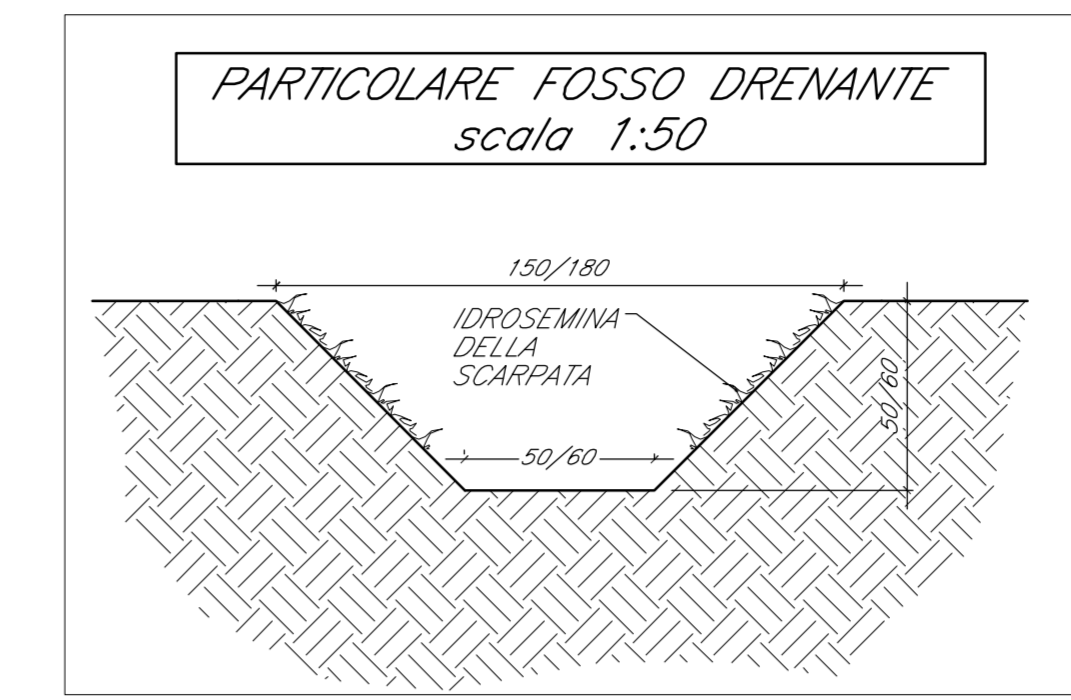 PARTICOLARE FOSSO DRENANTE
scala 1:50
150/180
IDROSEMINA
DELLA
SCARPATA
50/60
50/60